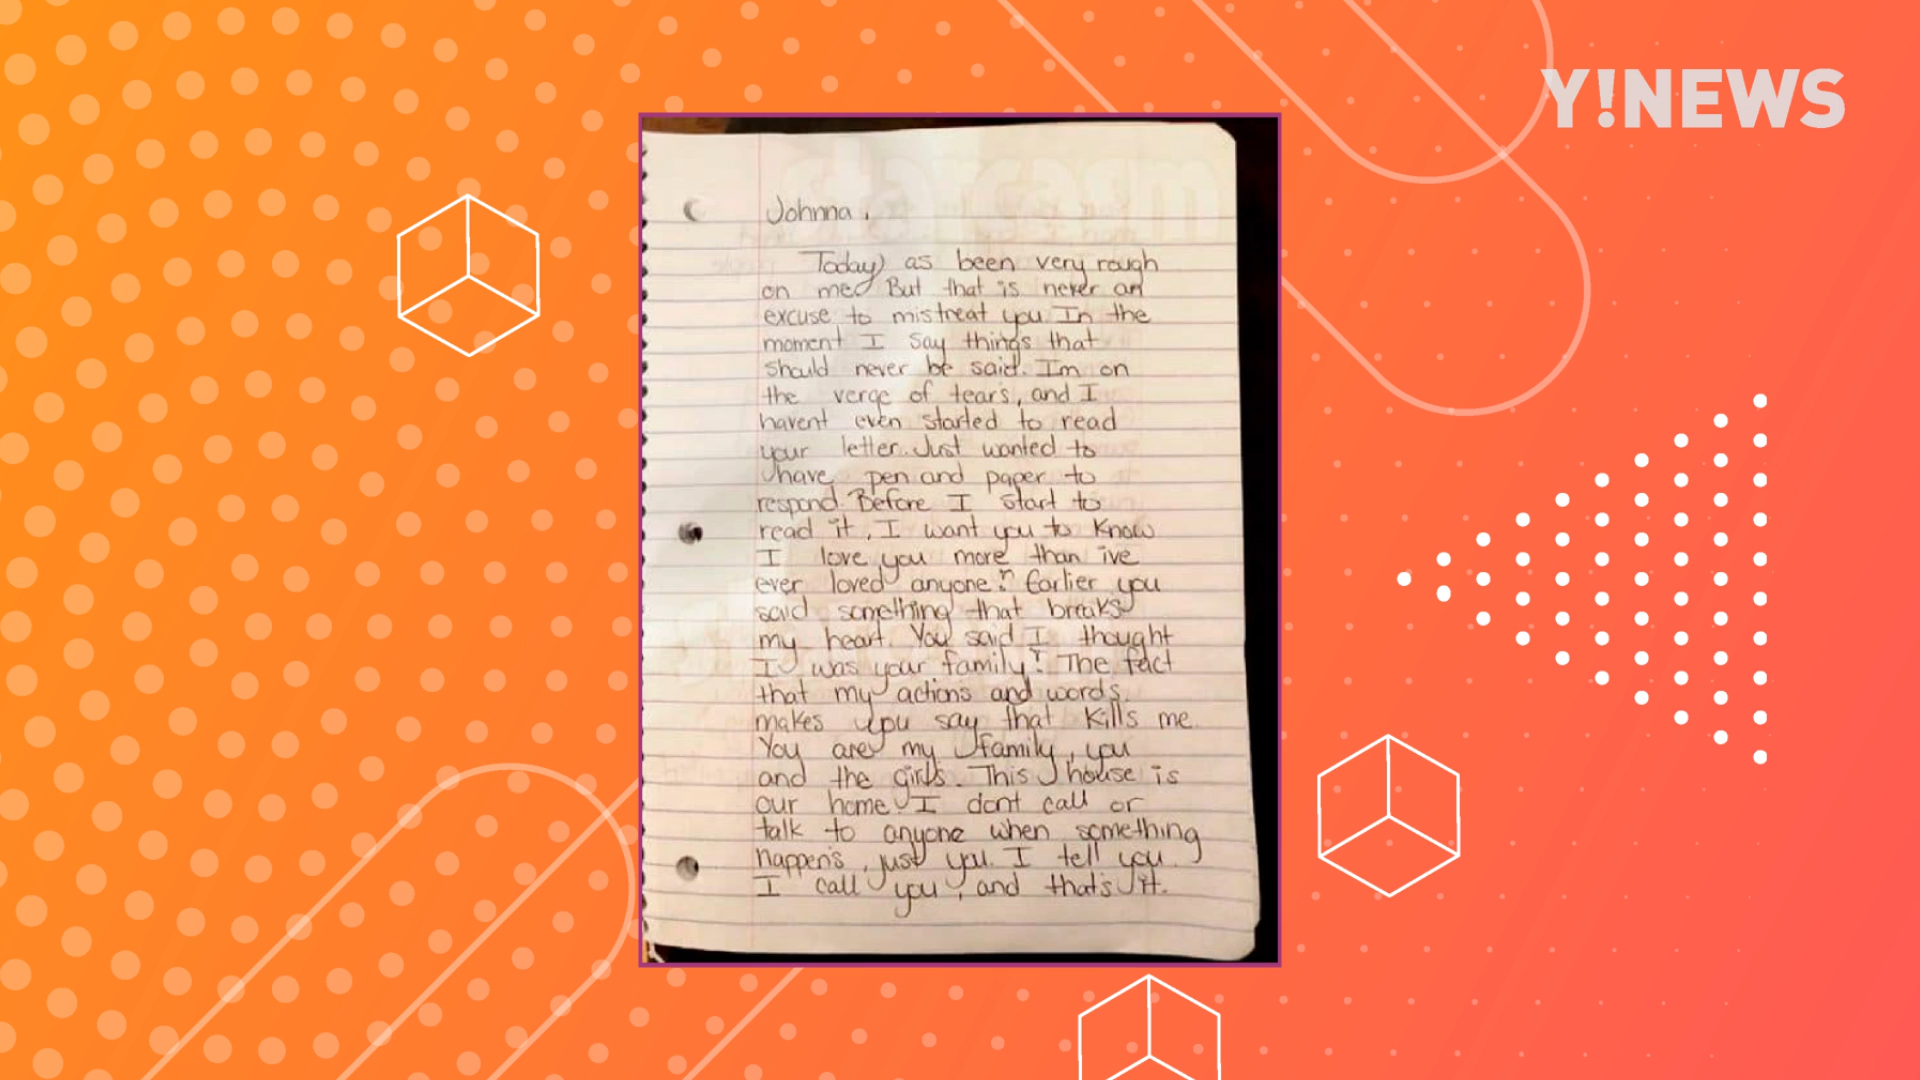 Y!NEWS
starcasm
Johnna,
Today as been very rough
on me. But that is never an
excuse to mistreat you. In the
moment I say things that
should never be said. Im on
the verge of tears, and I
havent even started to read
your letter. Just wanted to
have pen and paper to
respond. Before I start to
read it, I want you to know
I love you more than ive
ever loved anyone!! Earlier you
said something that breaks
my heart. You said I thought
I was your family! The fact
that my actions and words
makes you say that kills me.
You are my family, you
and the girls. This house is
our home. I dont call or
talk to anyone when something
happens, just you. I tell you
I call you, and that's it.